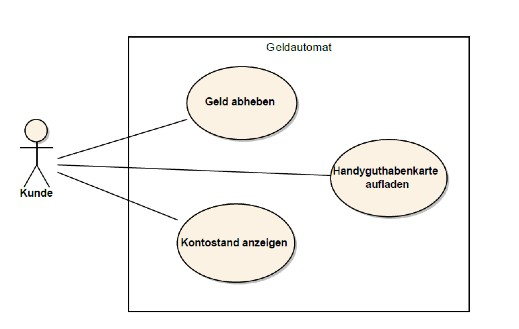 Geldautomat
Geld abheben
Handyguthabenkarte
aufladen
Kunde
Kontostand anzeigen